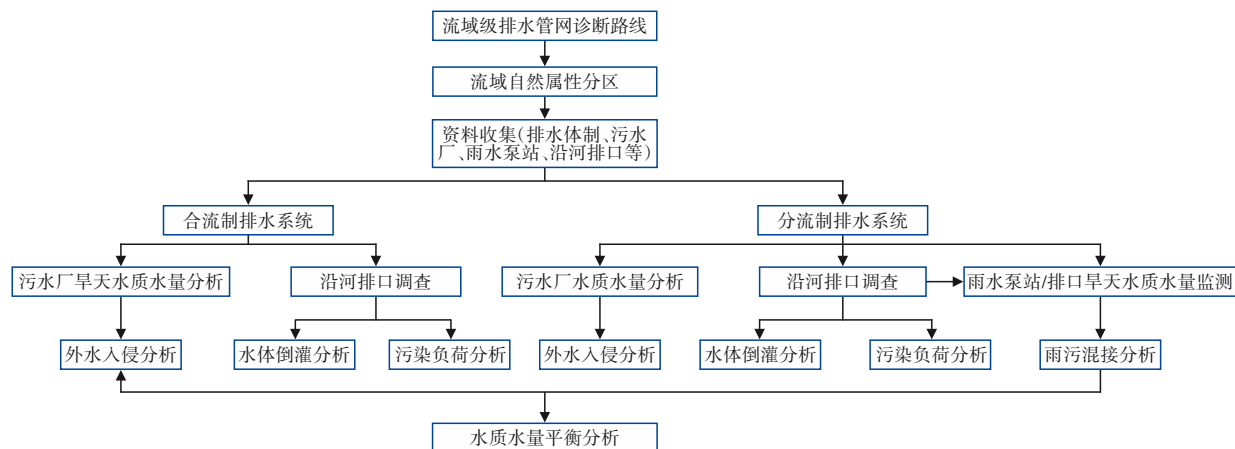 流域级排水管网诊断路线
流域自然属性分区
资料收集(排水体制、污水
厂、雨水泵站、沿河排口等)
合流制排水系统
分流制排水系统
污水厂旱天水质水量分析
沿河排口调查
污水厂水质水量分析
沿河排口调查
雨水泵站/排口旱天水质水量监测
外水入侵分析
水体倒灌分析
污染负荷分析
外水入侵分析
水体倒灌分析
污染负荷分析
雨污混接分析
水质水量平衡分析